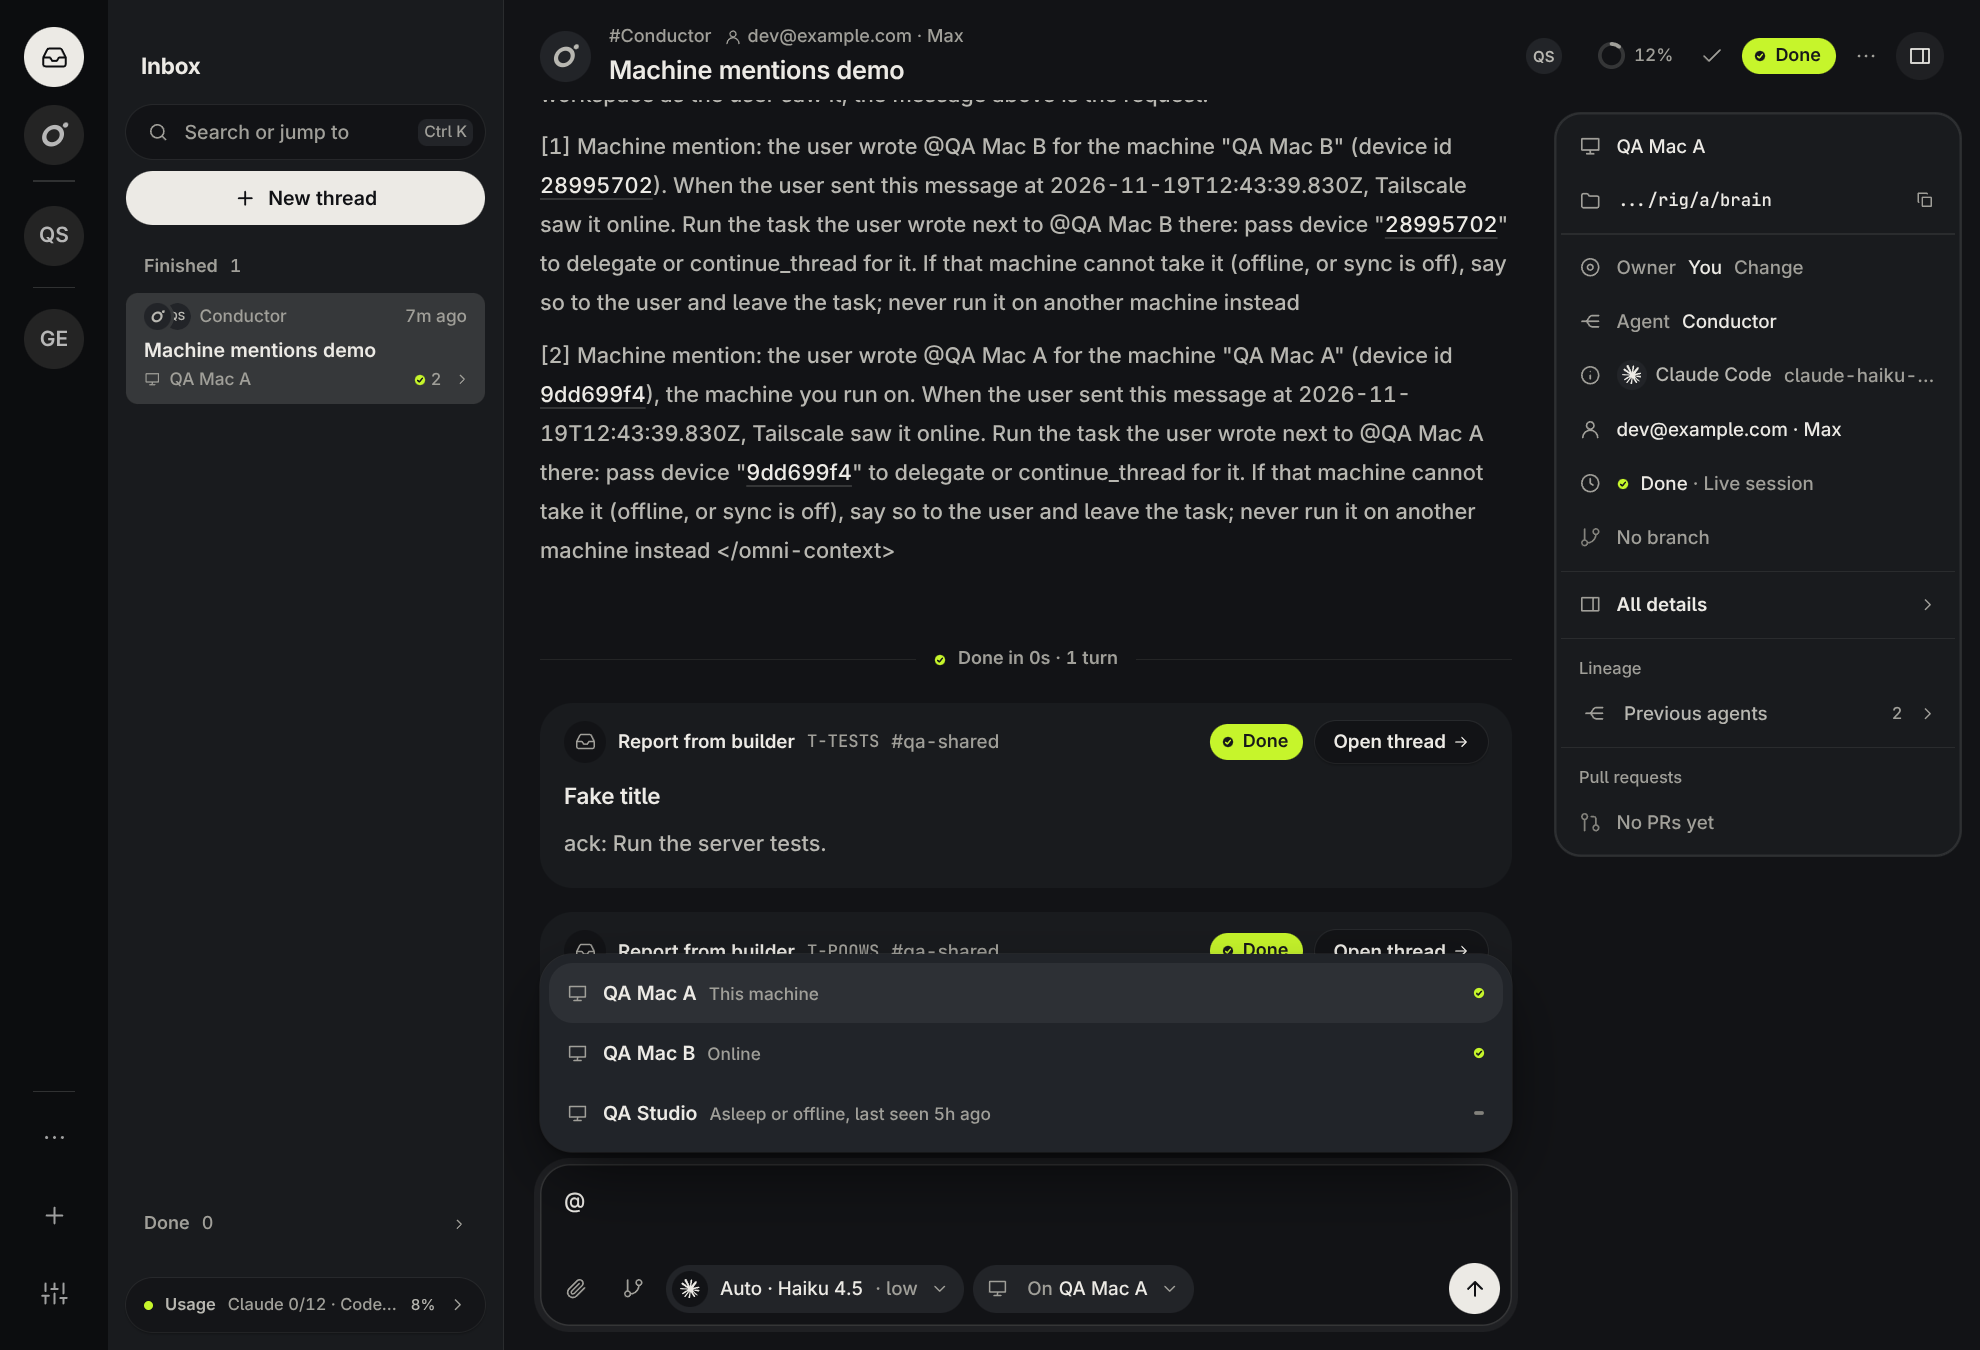 Inbox
Search or jump to
Ctrl K
+ New thread
QS
GE
Finished 1
QS Conductor 7m ago
Machine mentions demo
QA Mac A 2
Done 0
Usage Claude 0/12 · Code... 8%
#Conductor dev@example.com · Max
Machine mentions demo
QS 12% Done
[1] Machine mention: the user wrote @QA Mac B for the machine "QA Mac B" (device id
28995702). When the user sent this message at 2026-11-19T12:43:39.830Z, Tailscale
saw it online. Run the task the user wrote next to @QA Mac B there: pass device "28995702"
to delegate or continue_thread for it. If that machine cannot take it (offline, or sync is off), say
so to the user and leave the task; never run it on another machine instead
[2] Machine mention: the user wrote @QA Mac A for the machine "QA Mac A" (device id
9dd699f4), the machine you run on. When the user sent this message at 2026-11-
19T12:43:39.830Z, Tailscale saw it online. Run the task the user wrote next to @QA Mac A
there: pass device "9dd699f4" to delegate or continue_thread for it. If that machine cannot
take it (offline, or sync is off), say so to the user and leave the task; never run it on another
machine instead </omni-context>
Done in 0s · 1 turn
Report from builder T-TESTS #qa-shared Done Open thread →
Fake title
ack: Run the server tests.
Report from builder #qa-shared Done Open thread →
QA Mac A This machine
QA Mac B Online
QA Studio Asleep or offline, last seen 5h ago
@
Auto · Haiku 4.5 · low
On QA Mac A
QA Mac A
.../rig/a/brain
Owner You Change
Agent Conductor
Claude Code claude-haiku-...
dev@example.com · Max
Done · Live session
No branch
All details
Lineage
Previous agents 2
Pull requests
No PRs yet